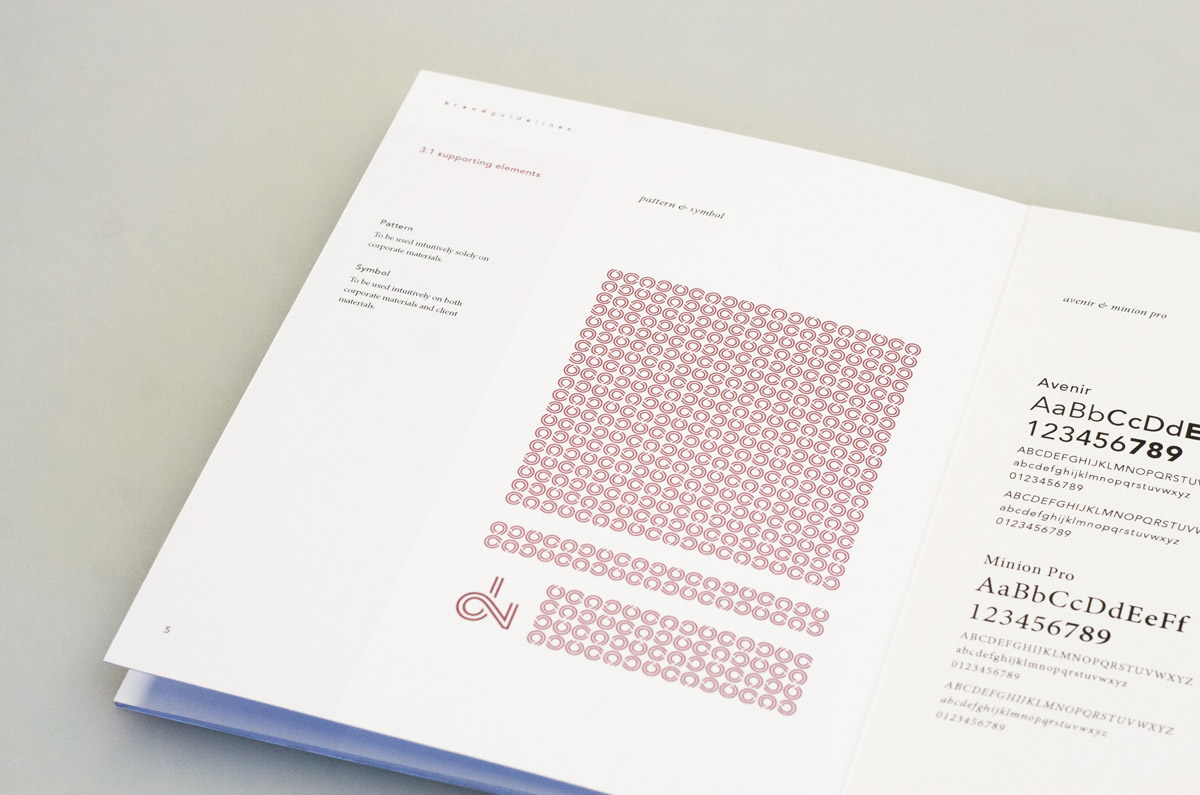 brandguidelines
3.1 supporting elements
Pattern
To be used intuitively solely on
corporate materials.
Symbol
To be used intuitively on both
corporate materials and client
materials.
5
pattern & symbol
avenir & minion pro
Avenir
AaBbCcDdE
123456789
ABCDEFGHIJKLMNOPQRSTUV
abcdefghijklmnopqrstuvwxyz
0123456789
ABCDEFGHIJKLMNOPQRSTU
abcdefghijklmnopqrstuvwxyz
0123456789
Minion Pro
AaBbCcDdEeFf
123456789
ABCDEFGHIJKLMNOPQRSTUVWXYZ
abcdefghijklmnopqrstuvwxyz
0123456789
ABCDEFGHIJKLMNOPQRSTUVWXYZ
abcdefghijklmnopqrstuvwxyz
0123456789